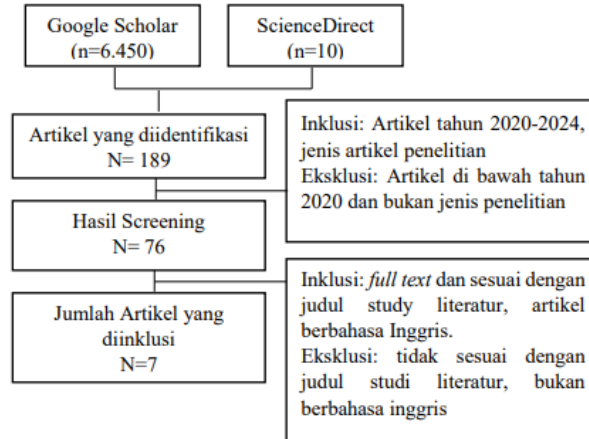 Google Scholar
(n=6.450)
ScienceDirect
(n=10)
Artikel yang diidentifikasi
N= 189
Inklusi: Artikel tahun 2020-2024,
jenis artikel penelitian
Eksklusi: Artikel di bawah tahun
2020 dan bukan jenis penelitian
Hasil Screening
N= 76
Inklusi: full text dan sesuai dengan
judul study literatur, artikel
berbahasa Inggris.
Eksklusi: tidak sesuai dengan
judul studi literatur, bukan
berbahasa inggris
Jumlah Artikel yang
diinklusi
N=7